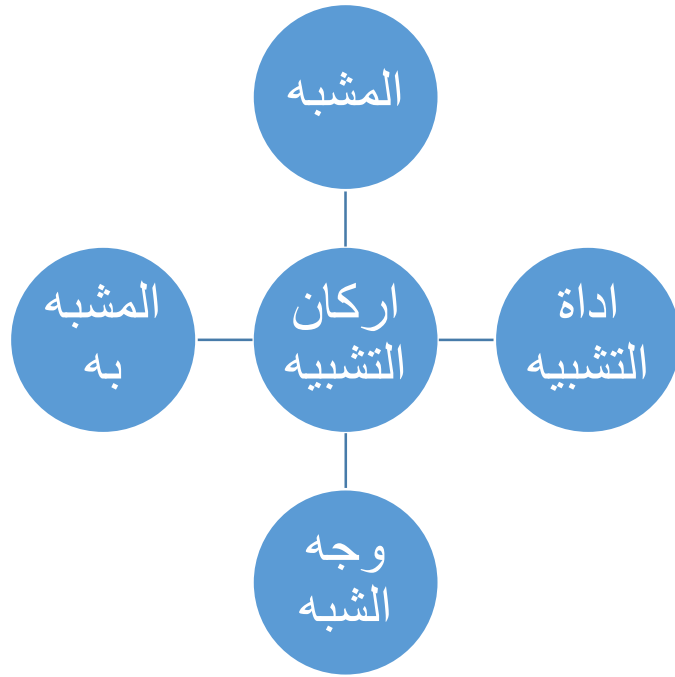 المشبه
اداة
التشبيه
اركان
التشبيه
المشبه
به
وجه
الشبه